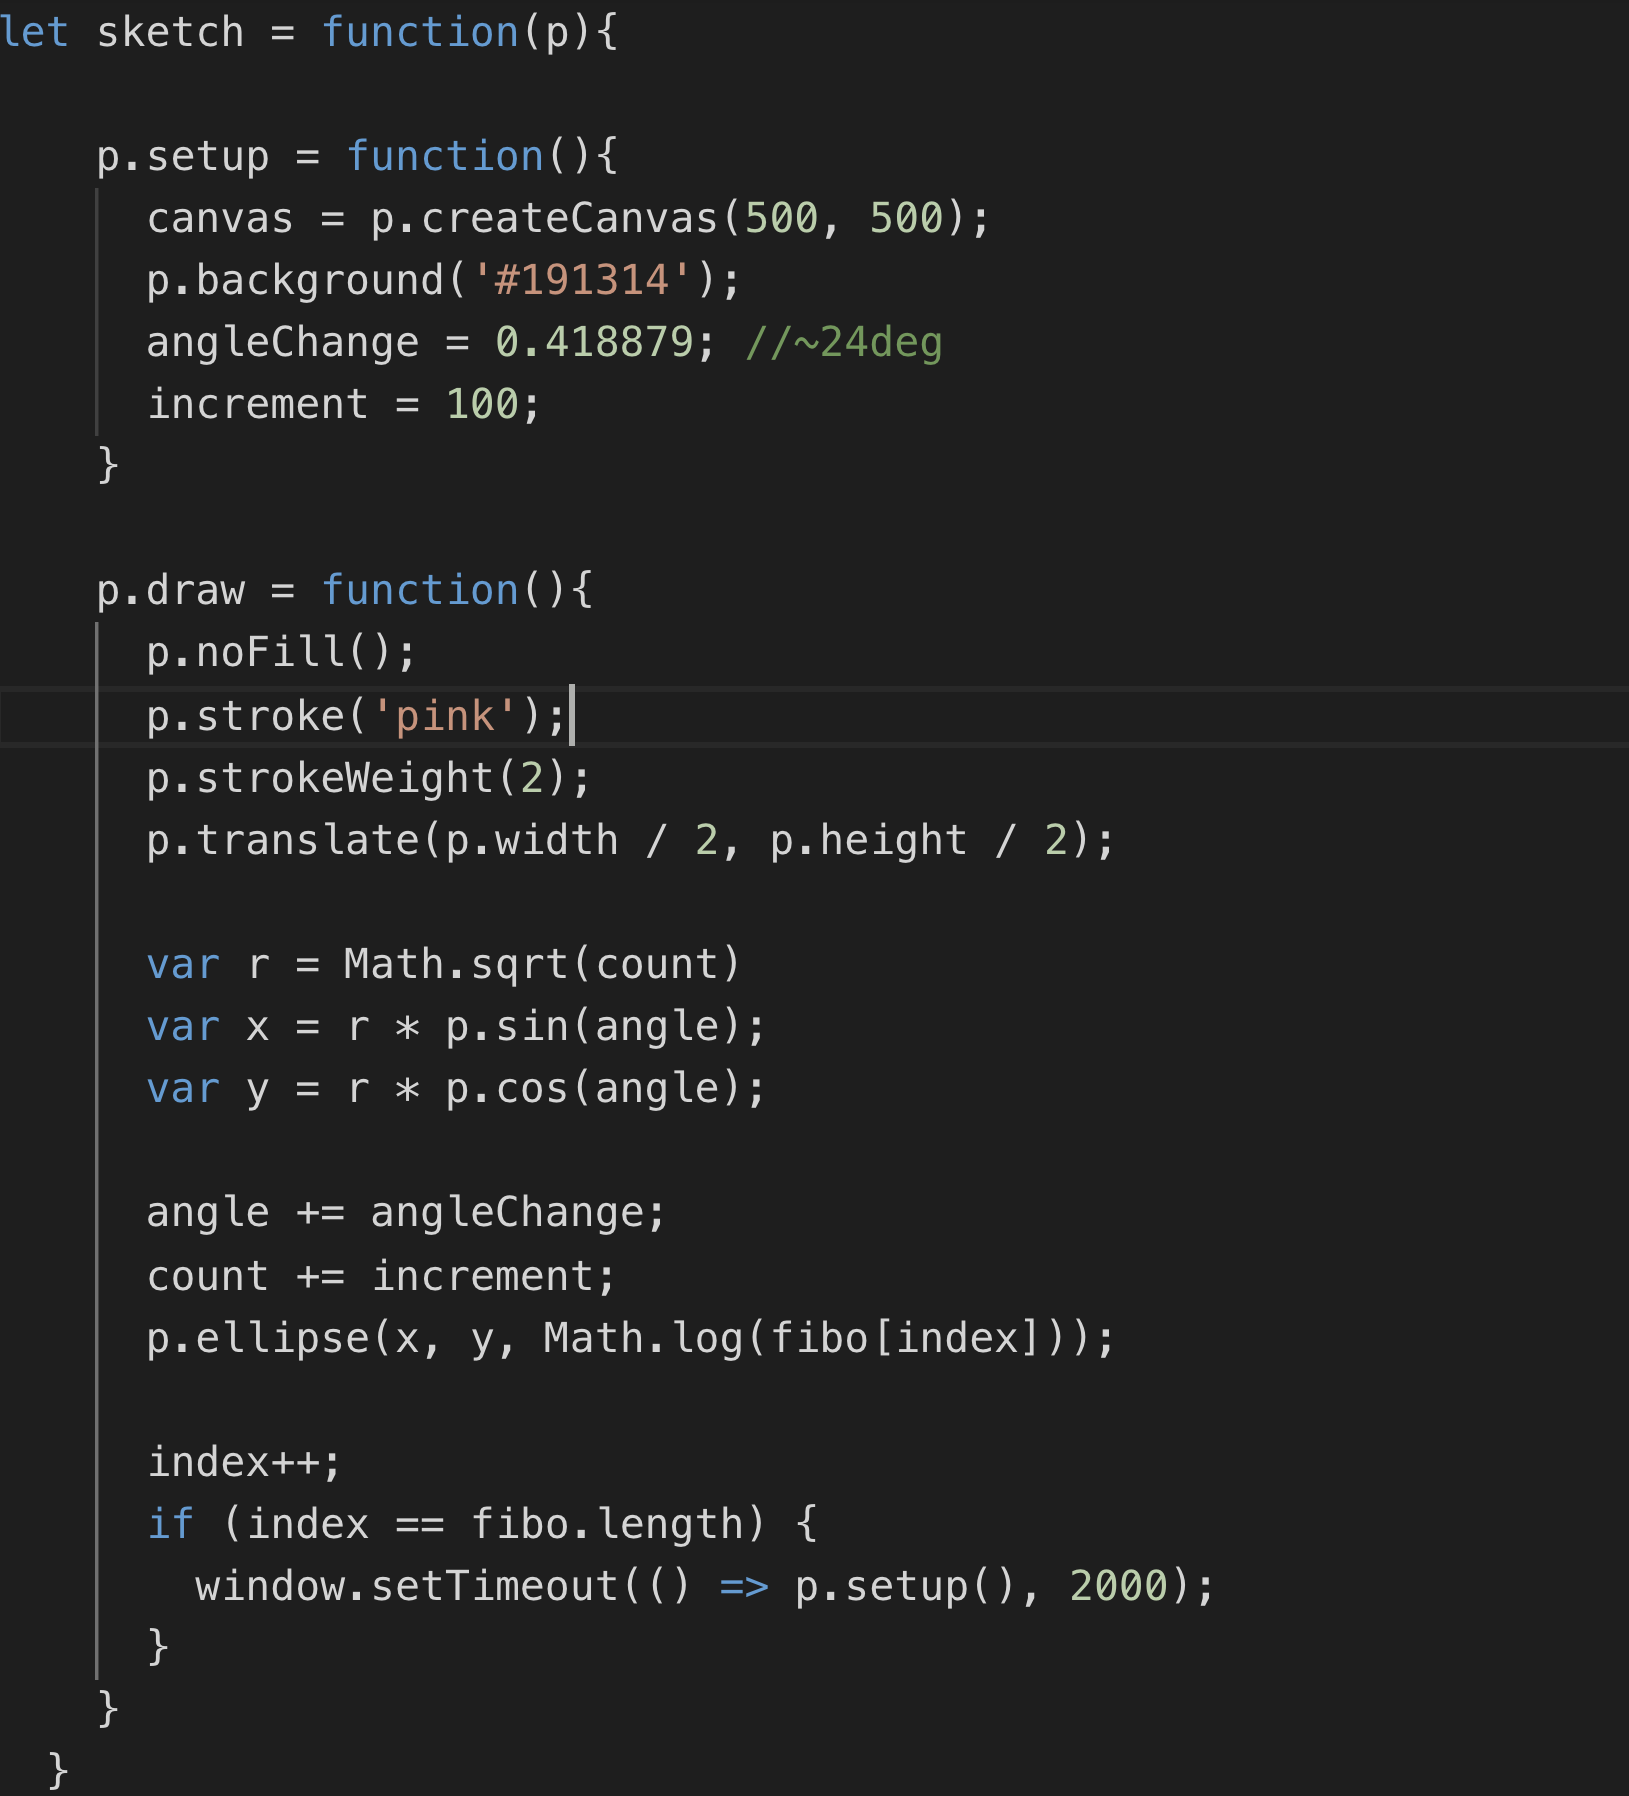 let sketch = function(p){
p.setup = function(){
canvas = p.createCanvas(500, 500);
p.background('#191314');
angleChange = 0.418879; //~24deg
increment = 100;
}
p.draw = function(){
p.noFill();
p.stroke('pink');
p.strokeWeight(2);
p.translate(p.width / 2, p.height / 2);
var r = Math.sqrt(count)
var x = r * p.sin(angle);
var y = r * p.cos(angle);
angle += angleChange;
count += increment;
p.ellipse(x, y, Math.log(fibo[index]));
index++;
if (index == fibo.length) {
window.setTimeout(() => p.setup(), 2000);
}
}
}